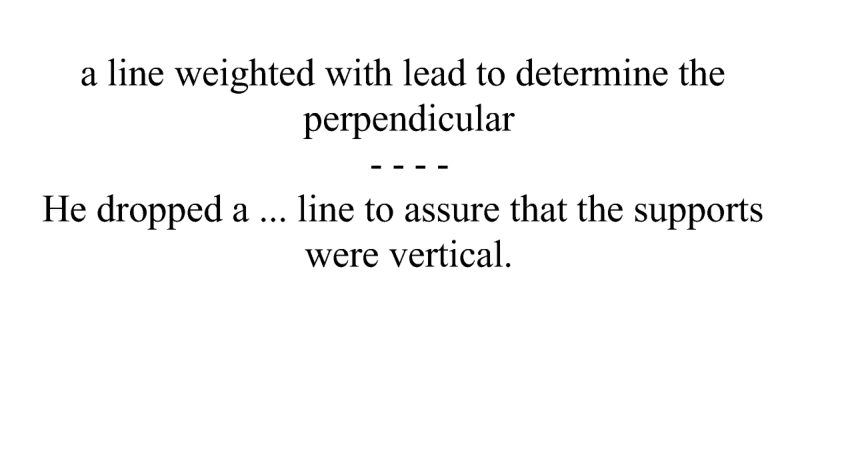 a line weighted with lead to determine the
perpendicular
- - - -
He dropped a ... line to assure that the supports
were vertical.